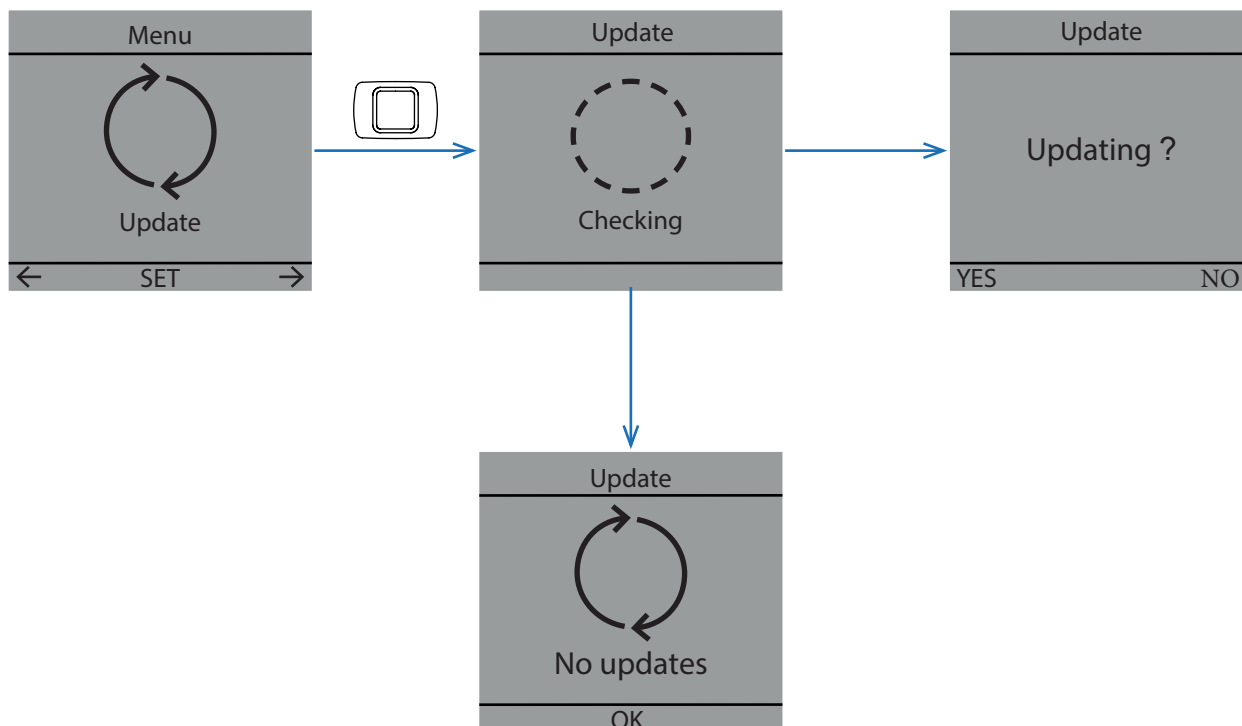 Menu
Update
← SET →
Update
Checking
Update
Updating ?
YES NO
Update
No updates
OK